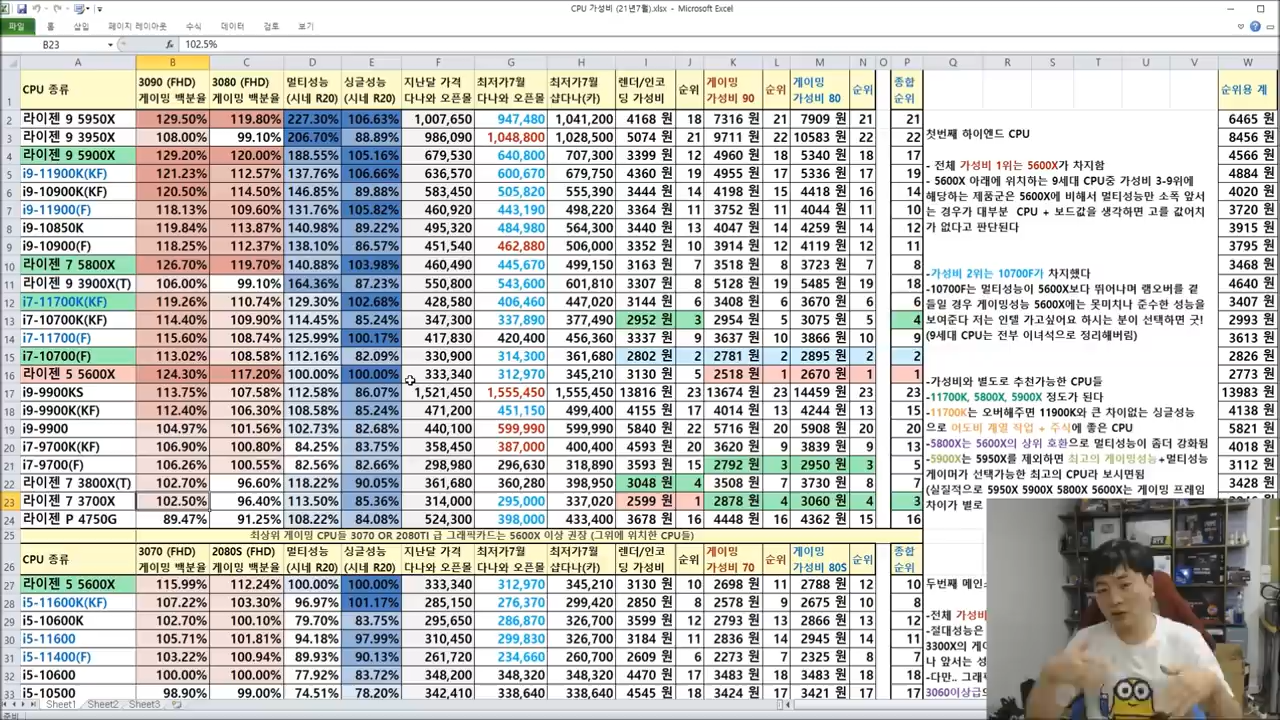 CPU 가성비 (21년7월).xlsx - Microsoft Excel
파일 홈 삽입 페이지 레이아웃 수식 데이터 검토 보기
B23 fx 102.5%
A B C D E F G H I J K L M N O P Q R S T U V W
1 CPU 종류 3090 (FHD) 게이밍 백분율 3080 (FHD) 게이밍 백분율 멀티성능 (시네 R20) 싱글성능 (시네 R20) 지난달 가격 다나와 오픈몰 최저가7월 다나와 오픈몰 최저가7월 샵다나(카) 렌더/인코딩 가성비 순위 게이밍 가성비 90 순위 게이밍 가성비 80 순위 종합 순위 순위용 계
2 라이젠 9 5950X 129.50% 119.80% 227.30% 106.63% 1,007,650 947,480 1,041,200 4168 원 18 7316 원 21 7909 원 21 21 6465 원
3 라이젠 9 3950X 108.00% 99.10% 206.70% 88.89% 986,090 1,048,800 1,028,500 5074 원 21 9711 원 22 10583 원 22 22 8456 원
4 라이젠 9 5900X 129.20% 120.00% 188.55% 105.16% 679,530 640,800 707,300 3399 원 12 4960 원 18 5340 원 18 17 4566 원
5 i9-11900K(KF) 121.23% 112.57% 137.76% 106.66% 636,570 600,670 679,750 4360 원 19 4955 원 17 5336 원 17 19 4884 원
6 i9-10900K(KF) 120.50% 114.50% 146.85% 89.88% 583,450 505,820 555,390 3444 원 14 4198 원 15 4418 원 16 14 4020 원
7 i9-11900(F) 118.13% 109.60% 131.76% 105.82% 460,920 443,190 498,220 3364 원 11 3752 원 11 4044 원 11 10 3720 원
8 i9-10850K 119.84% 113.87% 140.98% 89.22% 495,320 484,980 564,300 3440 원 13 4047 원 14 4259 원 14 12 3915 원
9 i9-10900(F) 118.25% 112.37% 138.10% 86.57% 451,540 462,880 506,000 3352 원 10 3914 원 12 4119 원 12 11 3795 원
10 라이젠 7 5800X 126.70% 119.70% 140.88% 103.98% 460,490 445,670 499,150 3163 원 7 3518 원 8 3723 원 8 8 3468 원
11 라이젠 9 3900X(T) 106.00% 99.10% 164.36% 87.23% 550,800 543,600 601,810 3307 원 8 5128 원 19 5485 원 19 18 4640 원
12 i7-11700K(KF) 119.26% 110.74% 129.30% 102.68% 428,580 406,460 447,020 3144 원 6 3408 원 6 3670 원 6 6 3407 원
13 i7-10700K(KF) 114.40% 109.90% 114.45% 85.24% 347,300 337,890 377,490 2952 원 3 2954 원 5 3075 원 5 4 2993 원
14 i7-11700(F) 115.60% 108.74% 125.99% 100.17% 417,830 420,400 456,360 3337 원 9 3637 원 10 3866 원 10 9 3613 원
15 i7-10700(F) 113.02% 108.58% 112.16% 82.09% 330,900 314,300 361,680 2802 원 2 2781 원 2 2895 원 2 2 2826 원
16 라이젠 5 5600X 124.30% 117.20% 100.00% 100.00% 333,340 312,970 345,210 3130 원 5 2518 원 1 2670 원 1 1 2773 원
17 i9-9900KS 113.75% 107.58% 112.58% 86.07% 1,521,450 1,555,450 1,555,450 13816 원 23 13674 원 23 14459 원 23 23 13983 원
18 i9-9900K(KF) 112.40% 106.30% 108.58% 85.24% 471,200 451,150 499,400 4155 원 17 4014 원 13 4244 원 13 15 4138 원
19 i9-9900 104.97% 101.56% 102.73% 82.68% 440,100 599,990 599,990 5840 원 22 5716 원 20 5908 원 20 20 5821 원
20 i7-9700K(KF) 106.90% 100.80% 84.25% 83.75% 358,450 387,000 387,000 4593 원 20 3620 원 9 3839 원 9 13 4018 원
21 i7-9700(F) 106.26% 100.55% 82.56% 82.66% 298,980 296,630 318,890 3593 원 15 2792 원 3 2950 원 3 5 3112 원
22 라이젠 7 3800X(T) 102.70% 96.60% 118.22% 90.05% 361,680 360,280 398,950 3048 원 4 3508 원 7 3730 원 7 3428 원
23 라이젠 7 3700X 102.50% 96.40% 113.50% 85.36% 314,000 295,000 337,020 2599 원 1 2878 원 4 3060 원 4 3
24 라이젠 P 4750G 89.47% 91.25% 108.22% 84.08% 524,300 398,000 433,400 3678 원 16 4448 원 16 4362 원 15 16
25 최상위 게이밍 CPU들 3070 OR 2080TI 급 그래픽카드는 5600X 이상 권장 (그위에 위치한 CPU들)
26 CPU 종류 3070 (FHD) 게이밍 백분율 2080S (FHD) 게이밍 백분율 멀티성능 (시네 R20) 싱글성능 (시네 R20) 지난달 가격 다나와 오픈몰 최저가7월 다나와 오픈몰 최저가7월 샵다나(카) 렌더/인코딩 가성비 순위 게이밍 가성비 70 순위 게이밍 가성비 80S 순위 종합 순위
27 라이젠 5 5600X 115.99% 112.24% 100.00% 100.00% 333,340 312,970 345,210 3130 원 10 2698 원 11 2788 원 12 10
28 i5-11600K(KF) 107.22% 103.30% 96.97% 101.17% 285,150 276,370 299,420 2850 원 8 2578 원 9 2675 원 10 8
29 i5-10600K 102.70% 100.10% 79.70% 83.75% 295,650 286,870 326,700 3599 원 12 2793 원 13 2866 원 13 12
30 i5-11600 105.71% 101.81% 94.18% 97.99% 310,450 299,830 326,700 3184 원 11 2836 원 14 2945 원 14 11
31 i5-11400(F) 103.22% 100.94% 89.93% 90.13% 261,720 234,660 260,700 2609 원 6 2273 원 7 2325 원 8 7
32 i5-10600 100.00% 100.00% 77.92% 83.72% 348,200 348,320 348,320 4470 원 17 3483 원 18 3483 원 18 17
33 i5-10500 98.90% 99.00% 74.51% 78.20% 342,410 338,640 338,640 4545 원 18 3424 원 17 3421 원 17 17
첫번째 하이엔드 CPU
- 전체 가성비 1위는 5600X가 차지함
- 5600X 아래에 위치하는 9세대 CPU중 가성비 3-9위에
해당하는 제품군은 5600X에 비해서 멀티성능만 소폭 앞서
는 경우가 대부분 CPU + 보드값을 생각하면 고를 값어치
가 없다고 판단된다
-가성비 2위는 10700F가 차지했다
-10700F는 멀티성능이 5600X보다 뛰어나며 램오버를 곁
들일 경우 게이밍성능 5600X에는 못미치나 준수한 성능을
보여준다 저는 인텔 가고싶어요 하시는 분이 선택하면 굿!
(9세대 CPU는 전부 이녀석으로 정리해버림)
-가성비와 별도로 추천가능한 CPU들
-11700K, 5800X, 5900X 정도가 된다
-11700K는 오버해주면 11900K와 큰 차이없는 싱글성능
으로 어도비 계열 작업 + 주식에 좋은 CPU
-5800X는 5600X의 상위 호환으로 멀티성능이 좀더 강화됨
-5900X는 5950X를 제외하면 최고의 게이밍성능+멀티성능
게이머가 선택가능한 최고의 CPU라 보시면됨
(실질적으로 5950X 5900X 5800X 5600X는 게이밍 프레임
차이가 별로
두번째 메인
-전체 가성비
-절대성능은
3300X의 게
나 앞서는 성
-다만.. 그래픽
3060이상급
Sheet1 Sheet2 Sheet3
준비